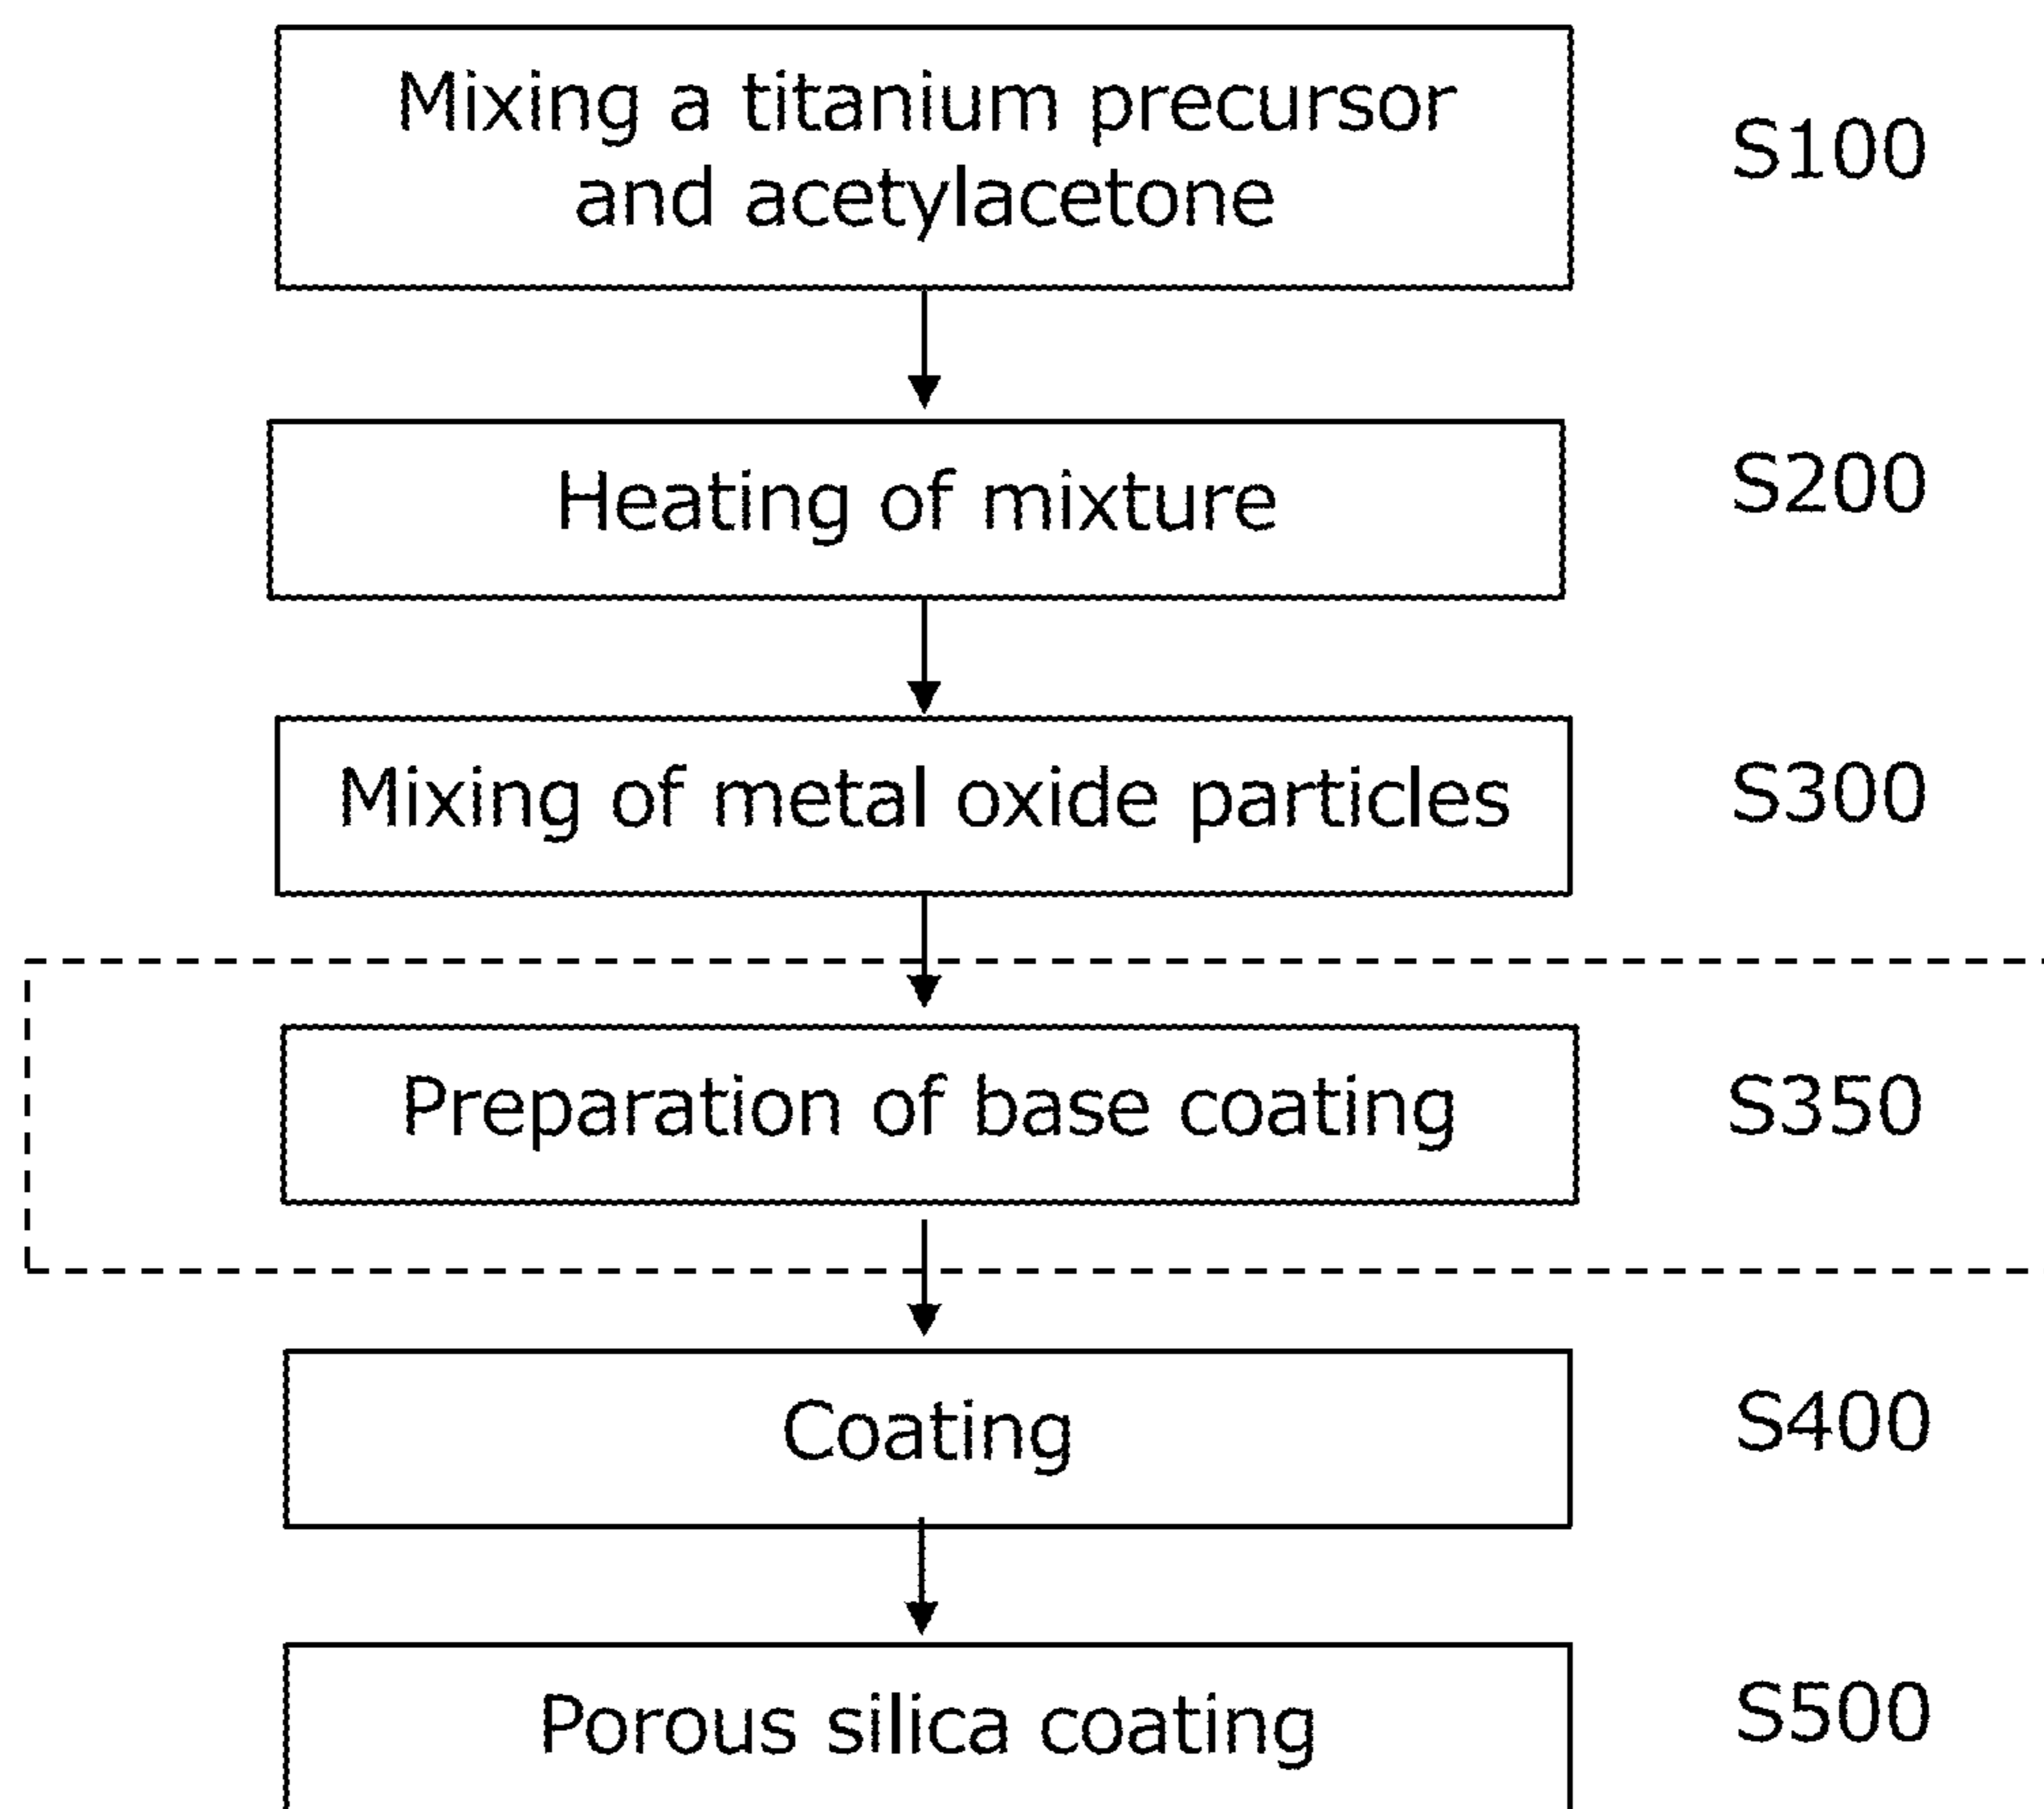 Mixing a titanium precursor
and acetylacetone
S100
Heating of mixture
S200
Mixing of metal oxide particles
S300
Preparation of base coating
S350
Coating
S400
Porous silica coating
S500